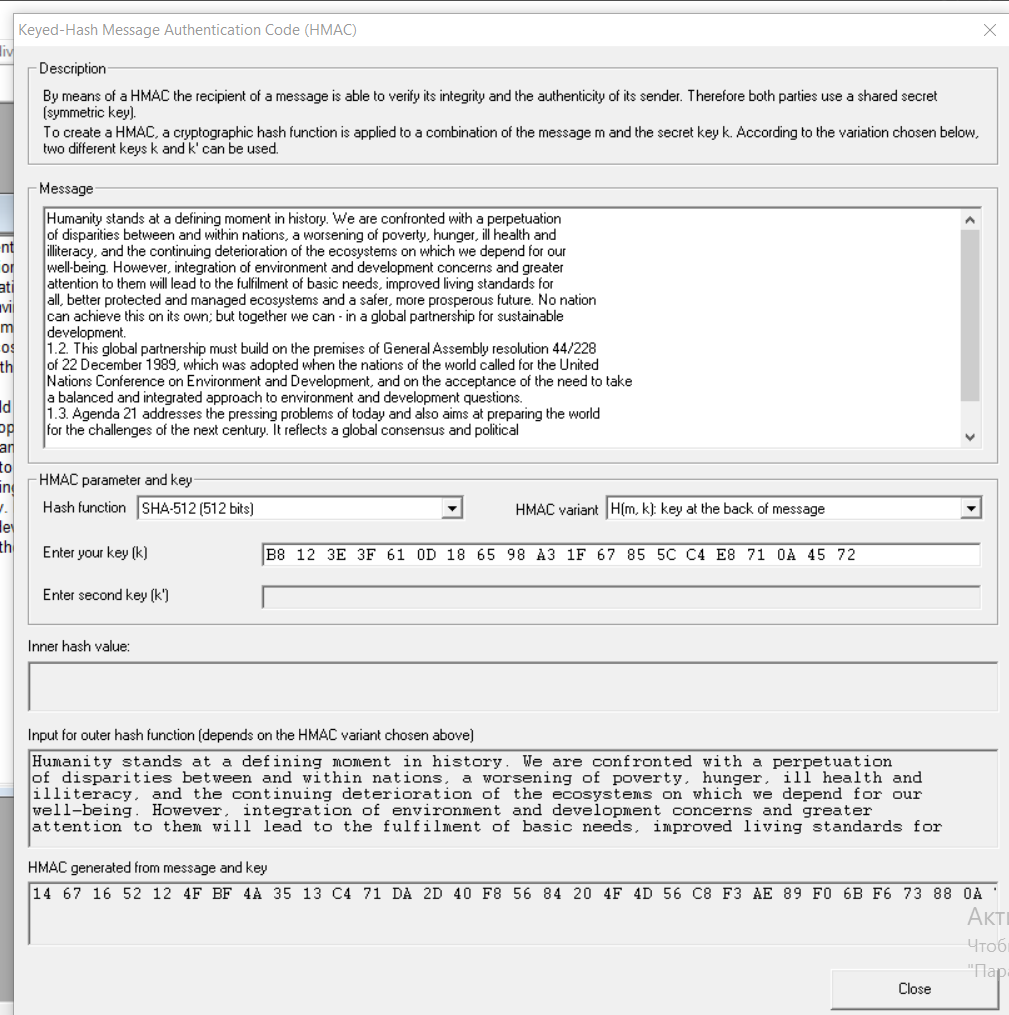 Keyed-Hash Message Authentication Code (HMAC)
Description
By means of a HMAC the recipient of a message is able to verify its integrity and the authenticity of its sender. Therefore both parties use a shared secret
(symmetric key).
To create a HMAC, a cryptographic hash function is applied to a combination of the message m and the secret key k. According to the variation chosen below,
two different keys k and k' can be used.
Message
Humanity stands at a defining moment in history. We are confronted with a perpetuation
of disparities between and within nations, a worsening of poverty, hunger, ill health and
illiteracy, and the continuing deterioration of the ecosystems on which we depend for our
well-being. However, integration of environment and development concerns and greater
attention to them will lead to the fulfilment of basic needs, improved living standards for
all, better protected and managed ecosystems and a safer, more prosperous future. No nation
can achieve this on its own; but together we can - in a global partnership for sustainable
development.
1.2. This global partnership must build on the premises of General Assembly resolution 44/228
of 22 December 1989, which was adopted when the nations of the world called for the United
Nations Conference on Environment and Development, and on the acceptance of the need to take
a balanced and integrated approach to environment and development questions.
1.3. Agenda 21 addresses the pressing problems of today and also aims at preparing the world
for the challenges of the next century. It reflects a global consensus and political
HMAC parameter and key
Hash function SHA-512 (512 bits) HMAC variant H(m, k): key at the back of message
Enter your key (k) B8 12 3E 3F 61 0D 18 65 98 A3 1F 67 85 5C C4 E8 71 0A 45 72
Enter second key (k')
Inner hash value:
Input for outer hash function (depends on the HMAC variant chosen above)
Humanity stands at a defining moment in history. We are confronted with a perpetuation
of disparities between and within nations, a worsening of poverty, hunger, ill health and
illiteracy, and the continuing deterioration of the ecosystems on which we depend for our
well-being. However, integration of environment and development concerns and greater
attention to them will lead to the fulfilment of basic needs, improved living standards for
HMAC generated from message and key
14 67 16 52 12 4F BF 4A 35 13 C4 71 DA 2D 40 F8 56 84 20 4F 4D 56 C8 F3 AE 89 F0 6B F6 73 88 0A
Close